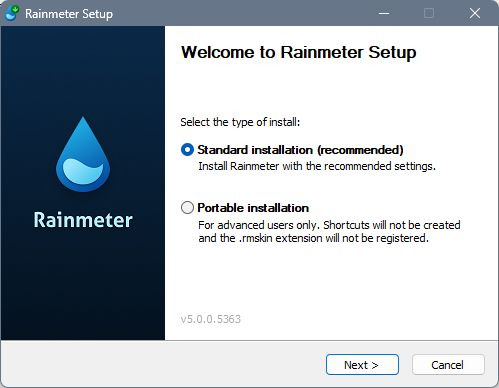 Rainmeter Setup
Welcome to Rainmeter Setup
Select the type of install:
Standard installation (recommended)
Install Rainmeter with the recommended settings.
Portable installation
For advanced users only. Shortcuts will not be created
and the .rmskin extension will not be registered.
Rainmeter
v5.0.0.5363
Next >
Cancel